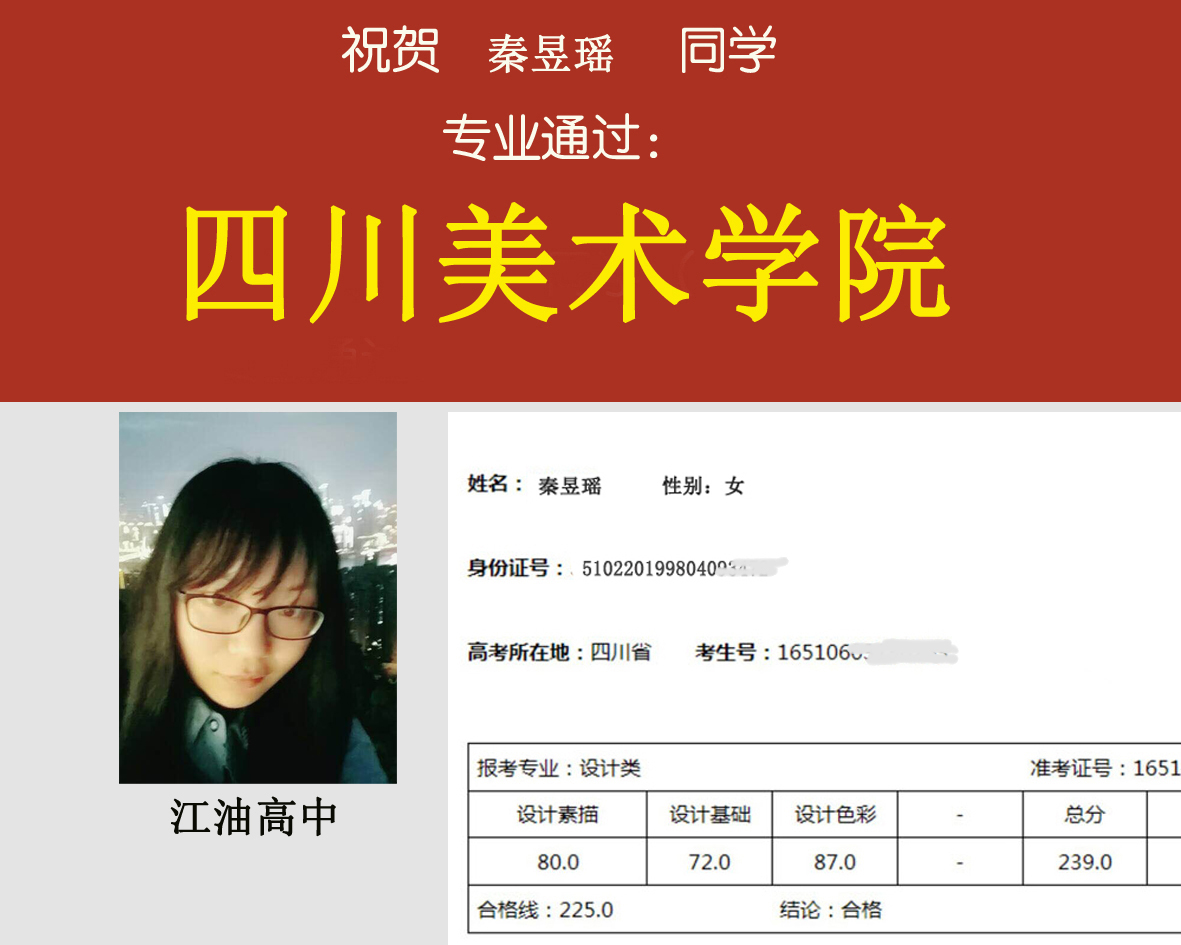 祝贺 秦昱瑶 同学
专业通过：
四川美术学院
江油高中
姓名： 秦昱瑶 性别：女
身份证号：
高考所在地：四川省 考生号：
报考专业：设计类 准考证号：1651
设计素描 设计基础 设计色彩 - 总分
80.0 72.0 87.0 - 239.0
合格线：225.0 结论：合格